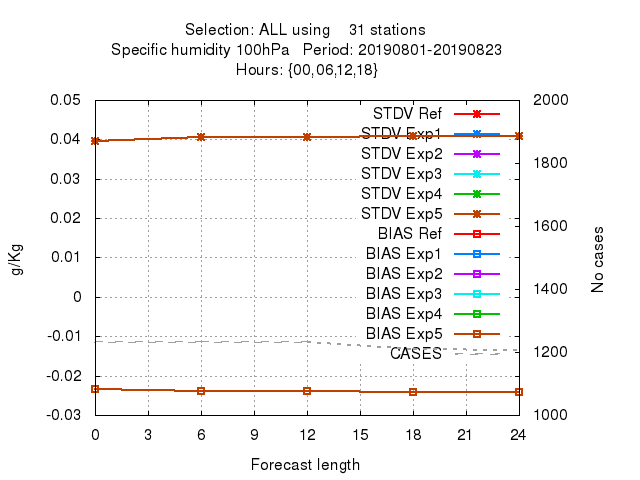 Selection: ALL using 31 stations
Specific humidity 100hPa Period: 20190801-20190823
Hours: {00,06,12,18}
0.05
0.04
0.03
0.02
0.01
0
-0.01
-0.02
-0.03
g/Kg
2000
1800
1600
1400
1200
1000
No cases
STDV Ref
STDV Exp1
STDV Exp2
STDV Exp3
STDV Exp4
STDV Exp5
BIAS Ref
BIAS Exp1
BIAS Exp2
BIAS Exp3
BIAS Exp4
BIAS Exp5
CASES
0 3 6 9 12 15 18 21 24
Forecast length